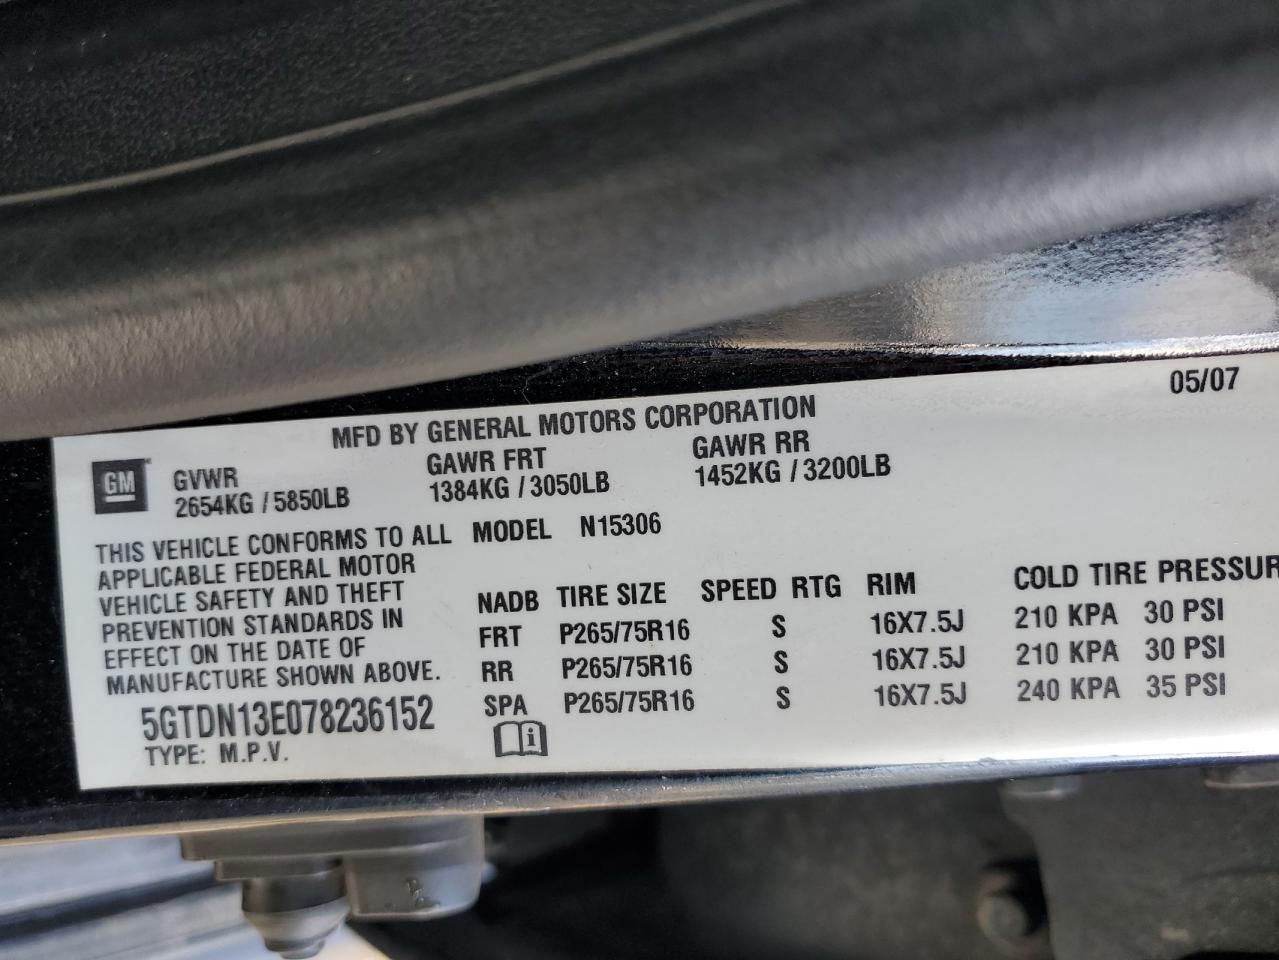 05/07
MFD BY GENERAL MOTORS CORPORATION
GM
GVWR GAWR FRT GAWR RR
2654KG / 5850LB 1384KG / 3050LB 1452KG / 3200LB
THIS VEHICLE CONFORMS TO ALL
APPLICABLE FEDERAL MOTOR
VEHICLE SAFETY AND THEFT
PREVENTION STANDARDS IN
EFFECT ON THE DATE OF
MANUFACTURE SHOWN ABOVE.
5GTDN13E078236152
TYPE: M.P.V.
MODEL N15306
NADB TIRE SIZE SPEED RTG RIM COLD TIRE PRESSUR
FRT P265/75R16 S 16X7.5J 210 KPA 30 PSI
RR P265/75R16 S 16X7.5J 210 KPA 30 PSI
SPA P265/75R16 S 16X7.5J 240 KPA 35 PSI
i